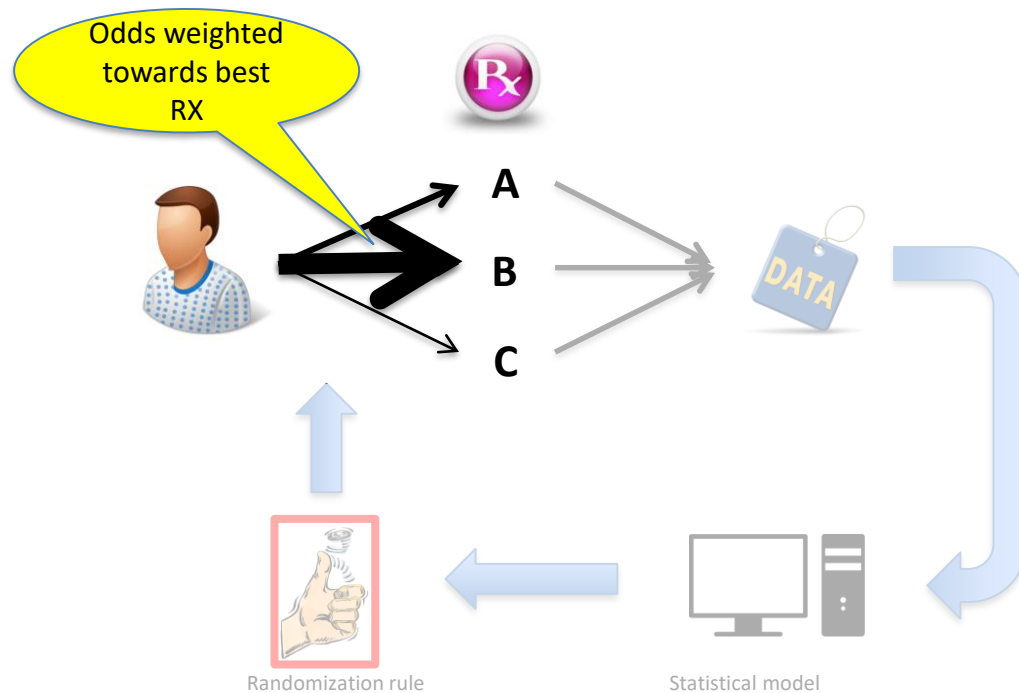 Odds weighted
towards best
RX
Rx
A
B
C
DATA
Randomization rule
Statistical model